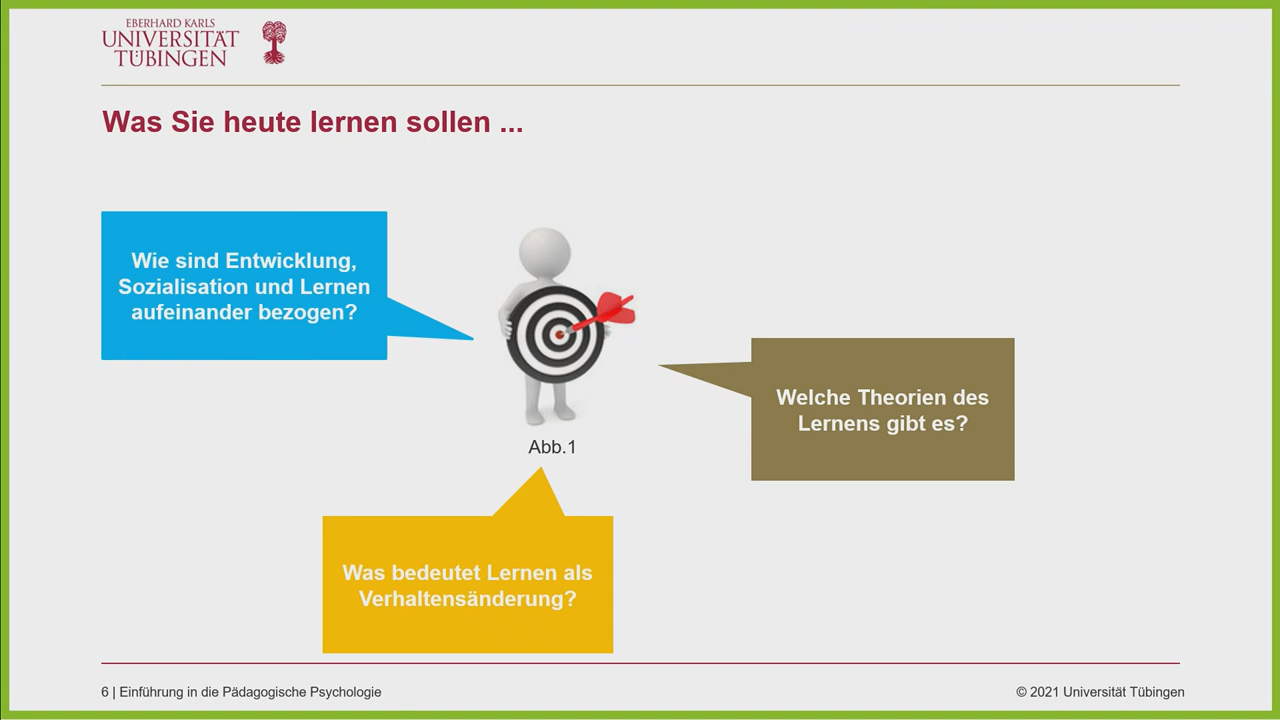 EBERHARD KARLS
UNIVERSITÄT
TÜBINGEN
Was Sie heute lernen sollen ...
Wie sind Entwicklung,
Sozialisation und Lernen
aufeinander bezogen?
Welche Theorien des
Lernens gibt es?
Abb.1
Was bedeutet Lernen als
Verhaltensänderung?
6 | Einführung in die Pädagogische Psychologie
© 2021 Universität Tübingen